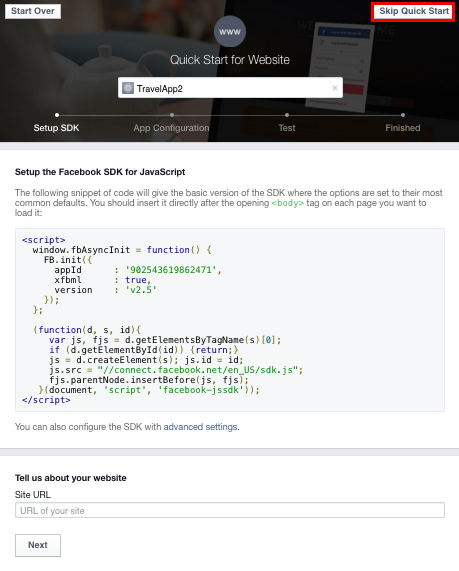 Start Over
Skip Quick Start
www
Quick Start for Website
TravelApp2 ×
Setup SDK App Configuration Test Finished
Setup the Facebook SDK for JavaScript
The following snippet of code will give the basic version of the SDK where the options are set to their most
common defaults. You should insert it directly after the opening <body> tag on each page you want to
load it:
<script>
  window.fbAsyncInit = function() {
    FB.init({
      appId      : '902543619862471',
      xfbml      : true,
      version    : 'v2.5'
    });
  };

  (function(d, s, id){
     var js, fjs = d.getElementsByTagName(s)[0];
     if (d.getElementById(id)) {return;}
     js = d.createElement(s); js.id = id;
     js.src = "//connect.facebook.net/en_US/sdk.js";
     fjs.parentNode.insertBefore(js, fjs);
   }(document, 'script', 'facebook-jssdk'));
</script>
You can also configure the SDK with advanced settings.
Tell us about your website
Site URL
URL of your site
Next